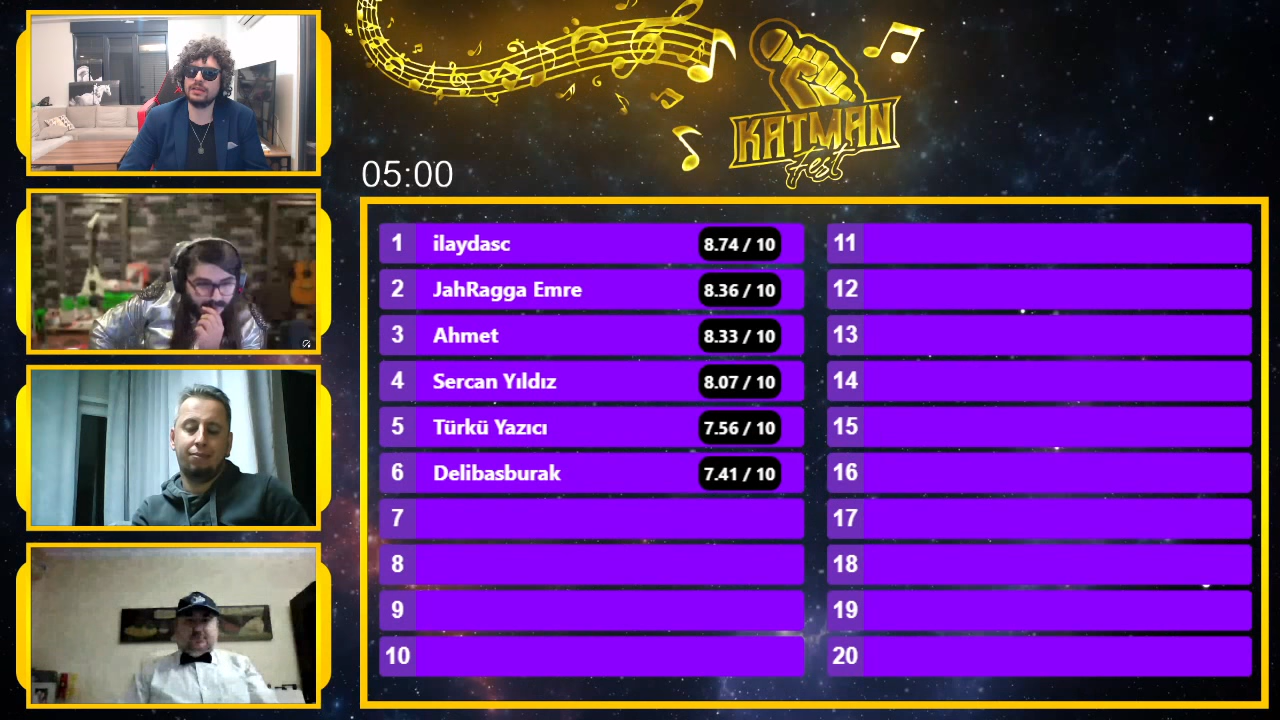 KATMAN
Fest
05:00
1 ilaydasc 8.74 / 10
2 JahRagga Emre 8.36 / 10
3 Ahmet 8.33 / 10
4 Sercan Yıldız 8.07 / 10
5 Türkü Yazıcı 7.56 / 10
6 Delibasburak 7.41 / 10
7
8
9
10
11
12
13
14
15
16
17
18
19
20